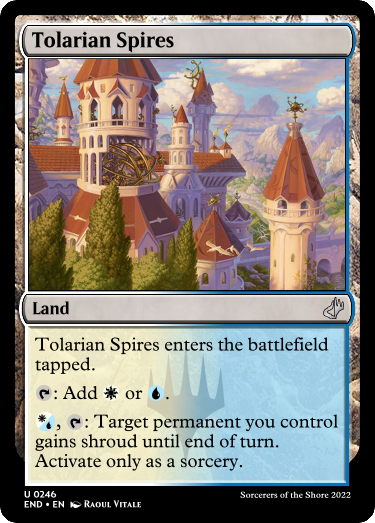 Tolarian Spires
Land
Tolarian Spires enters the battlefield
tapped.
: Add or .
, : Target permanent you control
gains shroud until end of turn.
Activate only as a sorcery.
U 0246
END • EN Raoul Vitale
Sorcerers of the Shore 2022